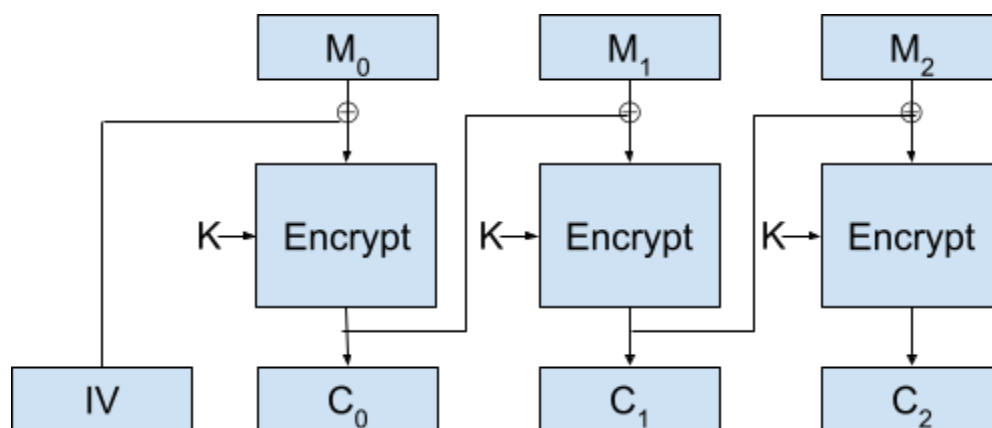 M₀ M₁ M₂
K Encrypt K Encrypt K Encrypt
IV C₀ C₁ C₂